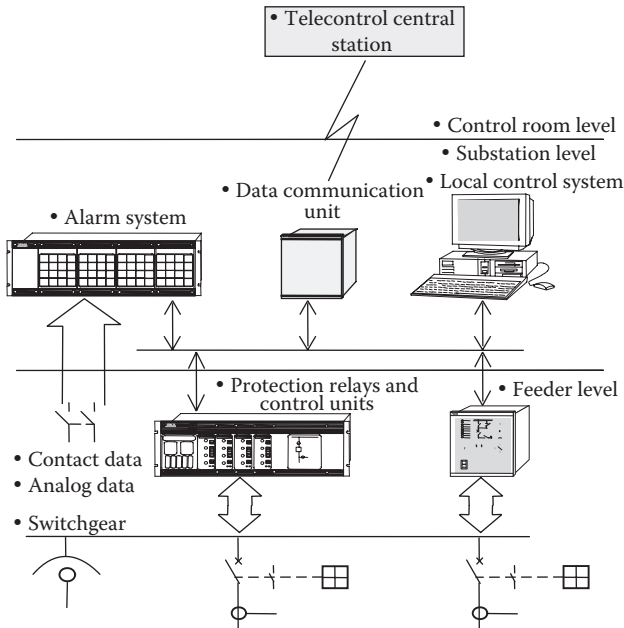 • Telecontrol central
station
• Control room level
• Substation level
• Local control system
• Data communication
unit
• Alarm system
• Protection relays and
control units
• Feeder level
• Contact data
• Analog data
• Switchgear